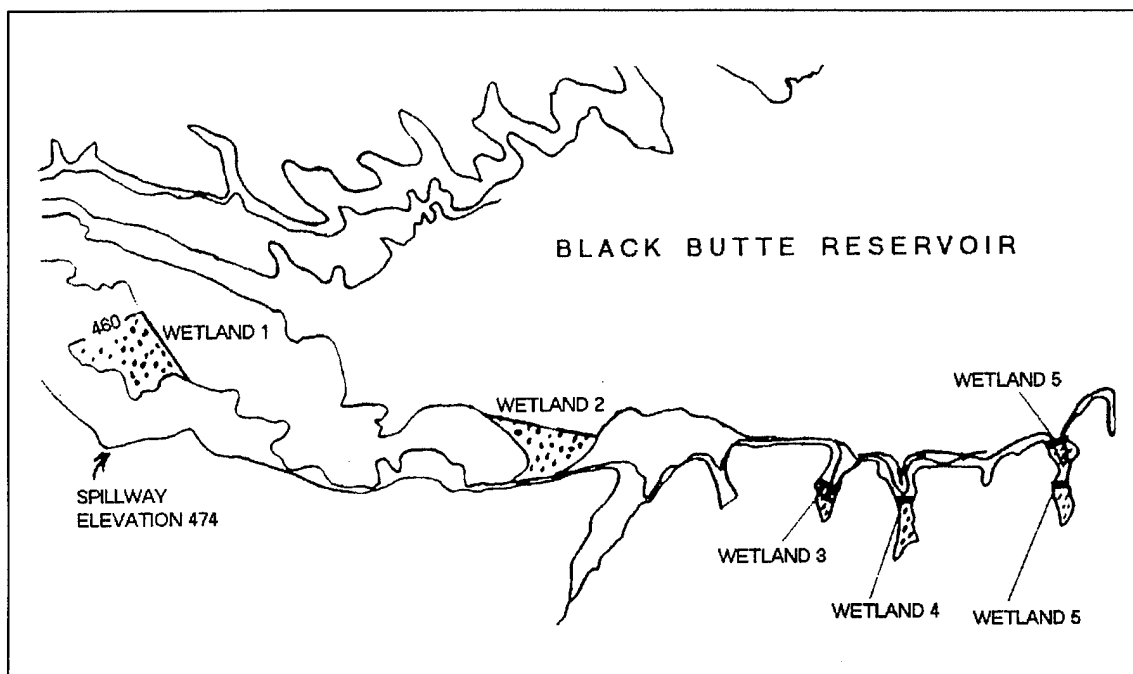 BLACK BUTTE RESERVOIR
460
WETLAND 1
WETLAND 5
WETLAND 2
SPILLWAY
ELEVATION 474
WETLAND 3
WETLAND 4
WETLAND 5